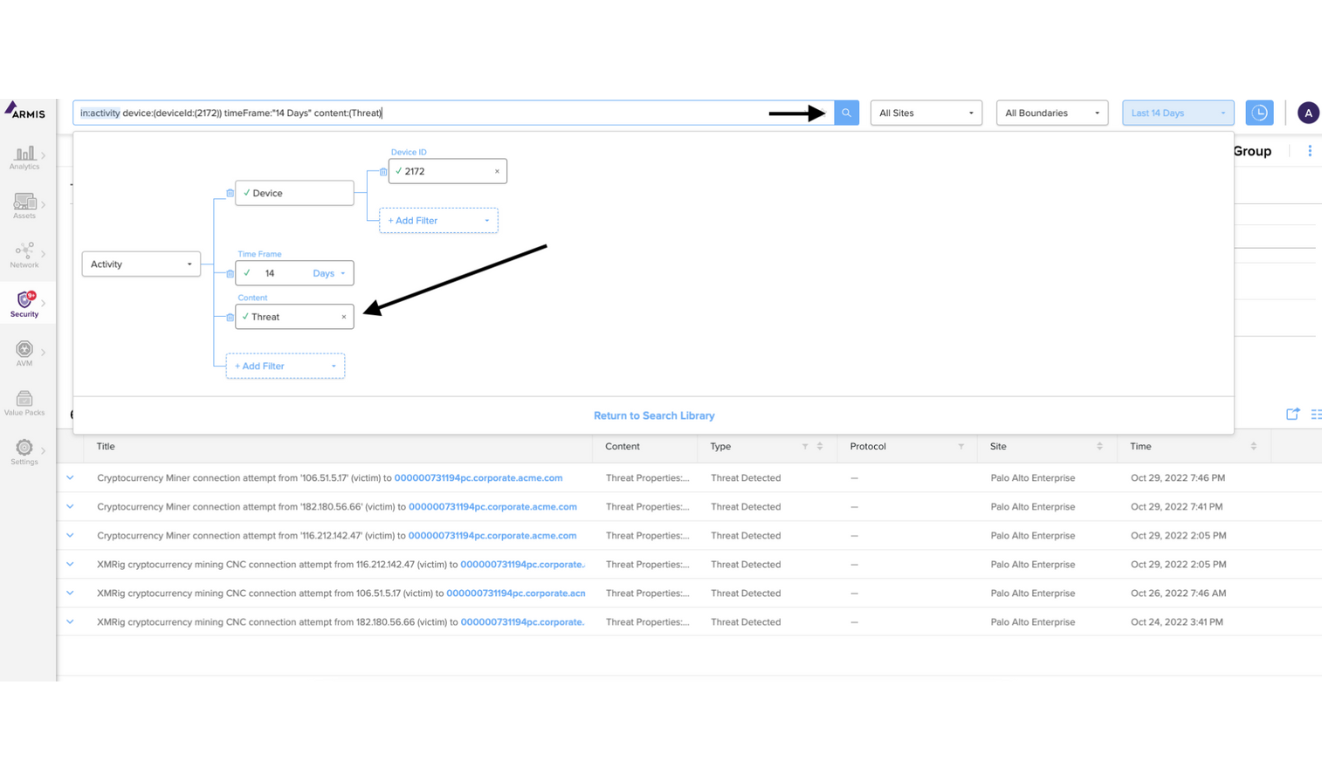 ARMIS
in:activity device:(deviceId:(2172)) timeFrame:"14 Days" content:(Threat)
All Sites
All Boundaries
Last 14 Days
A
Analytics
Assets
Network
9+
Security
AVM
Value Packs
Settings
Group
Device ID
✓ 2172 ×
✓ Device
+ Add Filter
Time Frame
Activity
✓ 14 Days
Content
✓ Threat ×
+ Add Filter
Return to Search Library
Title Content Type Protocol Site Time
Cryptocurrency Miner connection attempt from '106.51.5.17' (victim) to 000000731194pc.corporate.acme.com Threat Properties:... Threat Detected — Palo Alto Enterprise Oct 29, 2022 7:46 PM
Cryptocurrency Miner connection attempt from '182.180.56.66' (victim) to 000000731194pc.corporate.acme.com Threat Properties:... Threat Detected — Palo Alto Enterprise Oct 29, 2022 7:41 PM
Cryptocurrency Miner connection attempt from '116.212.142.47' (victim) to 000000731194pc.corporate.acme.com Threat Properties:... Threat Detected — Palo Alto Enterprise Oct 29, 2022 2:05 PM
XMRig cryptocurrency mining CNC connection attempt from 116.212.142.47 (victim) to 000000731194pc.corporate. Threat Properties:... Threat Detected — Palo Alto Enterprise Oct 29, 2022 2:05 PM
XMRig cryptocurrency mining CNC connection attempt from 106.51.5.17 (victim) to 000000731194pc.corporate.acn Threat Properties:... Threat Detected — Palo Alto Enterprise Oct 26, 2022 7:46 AM
XMRig cryptocurrency mining CNC connection attempt from 182.180.56.66 (victim) to 000000731194pc.corporate. Threat Properties:... Threat Detected — Palo Alto Enterprise Oct 24, 2022 3:41 PM